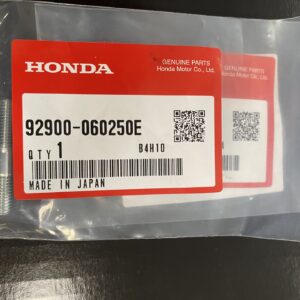 HONDA
GENUINE PARTS
Honda Motor Co., Ltd.
92900-060250E
QTY 1
B4H10
MADE IN JAPAN